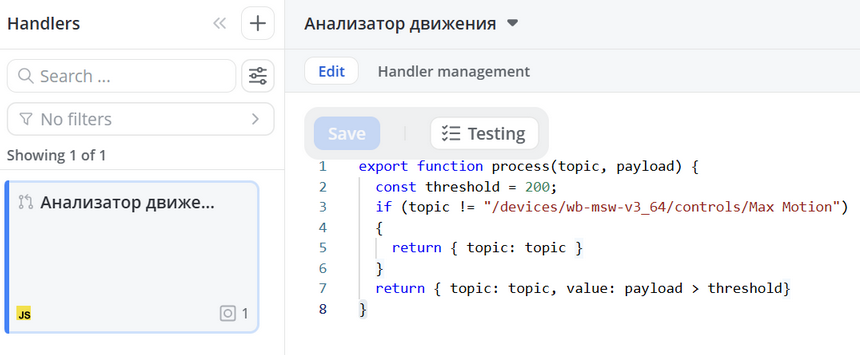 Handlers
Search ...
No filters
Showing 1 of 1
Анализатор движе...
JS
1
Анализатор движения
Edit
Handler management
Save
Testing
1 export function process(topic, payload) {
2 const threshold = 200;
3 if (topic != "/devices/wb-msw-v3_64/controls/Max Motion")
4 {
5 return { topic: topic }
6 }
7 return { topic: topic, value: payload > threshold}
8 }